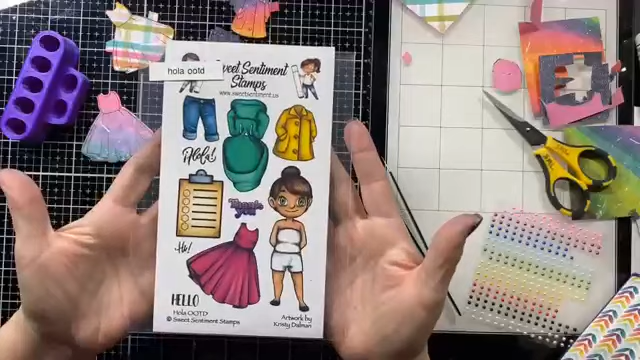 hola ootd
Sweet Sentiment
Stamps
www.sweetsentiment.us
¡Hola!
Thank
you
Hi!
HELLO
Hola OOTD
© Sweet Sentiment Stamps
Artwork by
Kristy Dalman